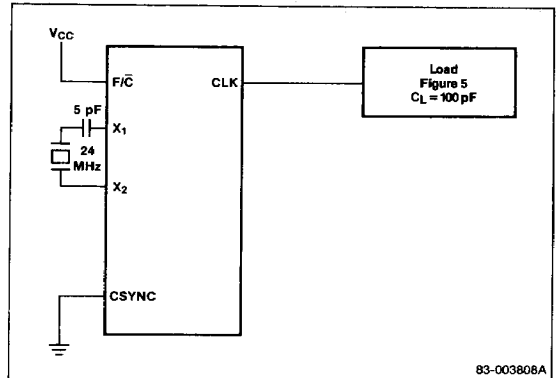 VCC
F/C̅
CLK
Load
Figure 5
CL = 100 pF
5 pF
X1
24
MHz
X2
CSYNC
83-003808A